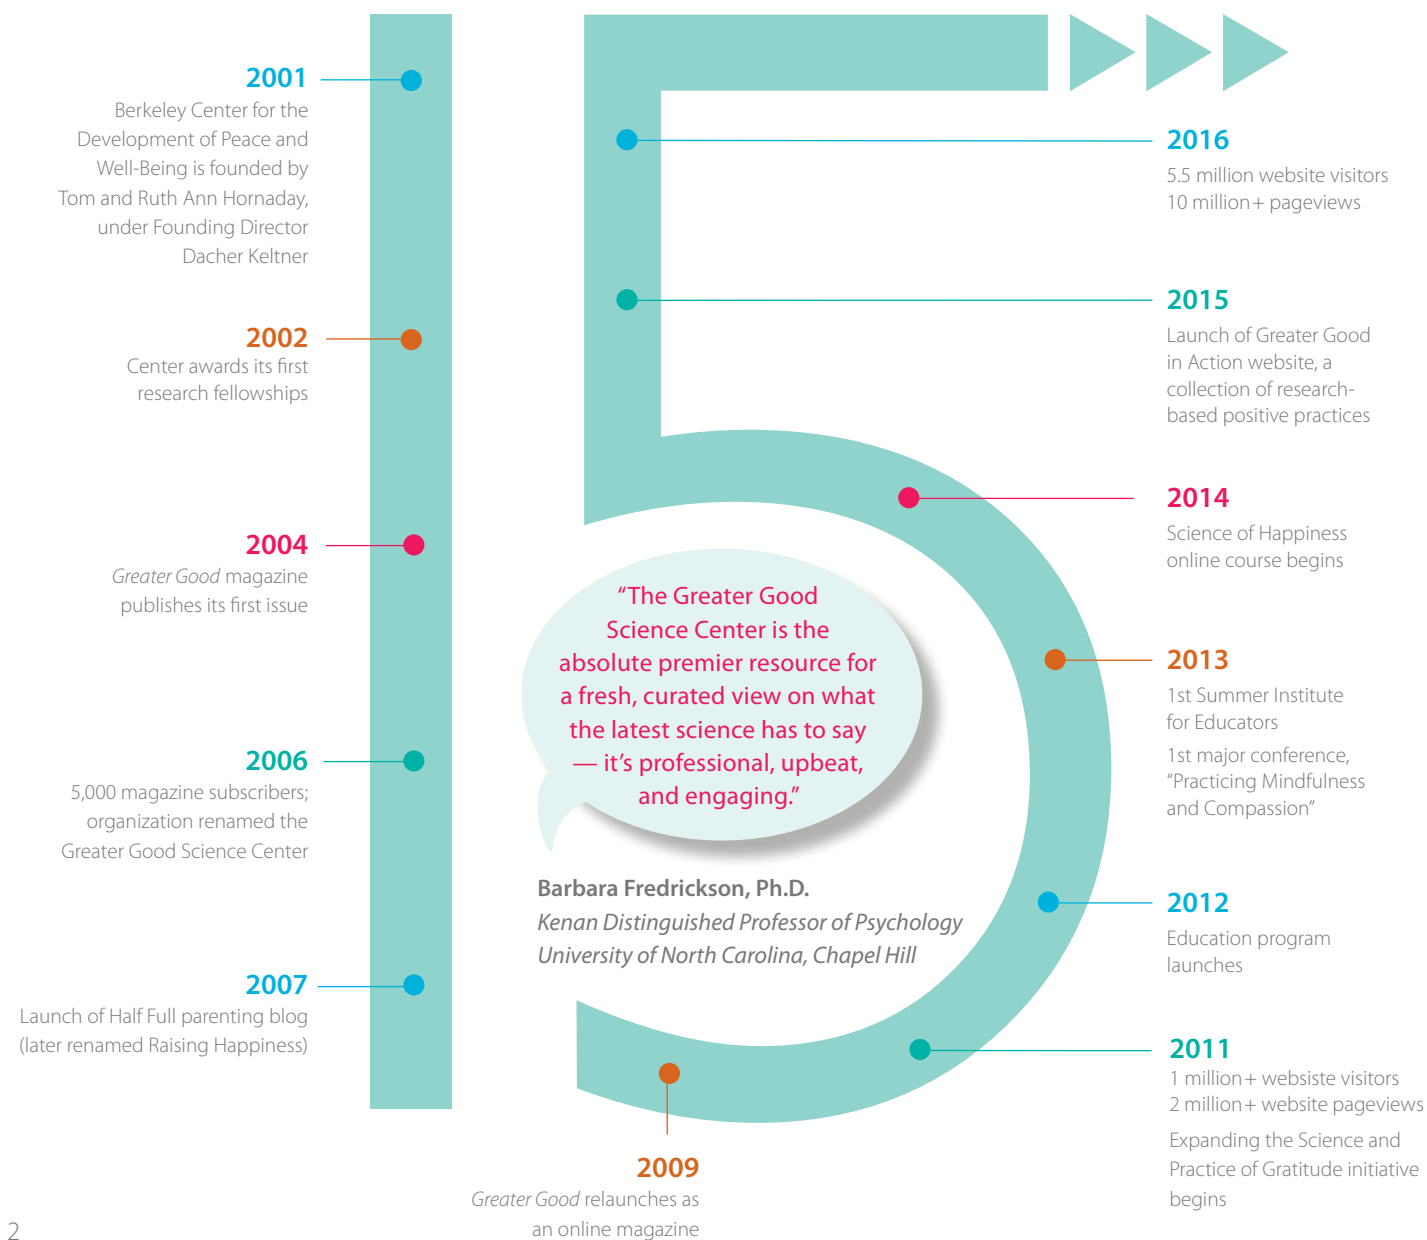 2001
Berkeley Center for the
Development of Peace and
Well-Being is founded by
Tom and Ruth Ann Hornaday,
under Founding Director
Dacher Keltner
2002
Center awards its first
research fellowships
2004
Greater Good magazine
publishes its first issue
2006
5,000 magazine subscribers;
organization renamed the
Greater Good Science Center
2007
Launch of Half Full parenting blog
(later renamed Raising Happiness)
2009
Greater Good relaunches as
an online magazine
2011
1 million+ websiste visitors
2 million+ website pageviews
Expanding the Science and
Practice of Gratitude initiative
begins
2012
Education program
launches
2013
1st Summer Institute
for Educators
1st major conference,
“Practicing Mindfulness
and Compassion”
2014
Science of Happiness
online course begins
2015
Launch of Greater Good
in Action website, a
collection of research-
based positive practices
2016
5.5 million website visitors
10 million+ pageviews
“The Greater Good
Science Center is the
absolute premier resource for
a fresh, curated view on what
the latest science has to say
— it’s professional, upbeat,
and engaging.”
Barbara Fredrickson, Ph.D.
Kenan Distinguished Professor of Psychology
University of North Carolina, Chapel Hill
2